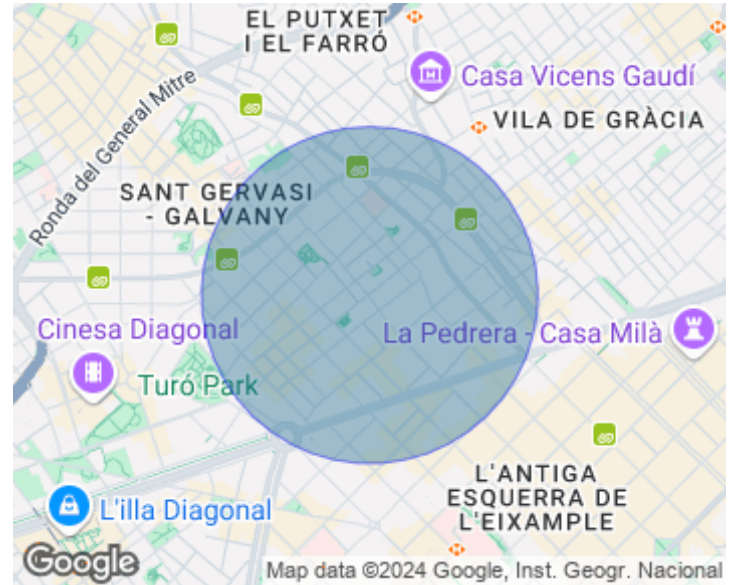 EL PUTXET
I EL FARRÓ
Casa Vicens Gaudí
VILA DE GRÀCIA
Ronda del General Mitre
SANT GERVASI
- GALVANY
Cinesa Diagonal
La Pedrera - Casa Milà
Turó Park
L'ANTIGA
ESQUERRA DE
L'EIXAMPLE
L'illa Diagonal
Google
Map data ©2024 Google, Inst. Geogr. Nacional